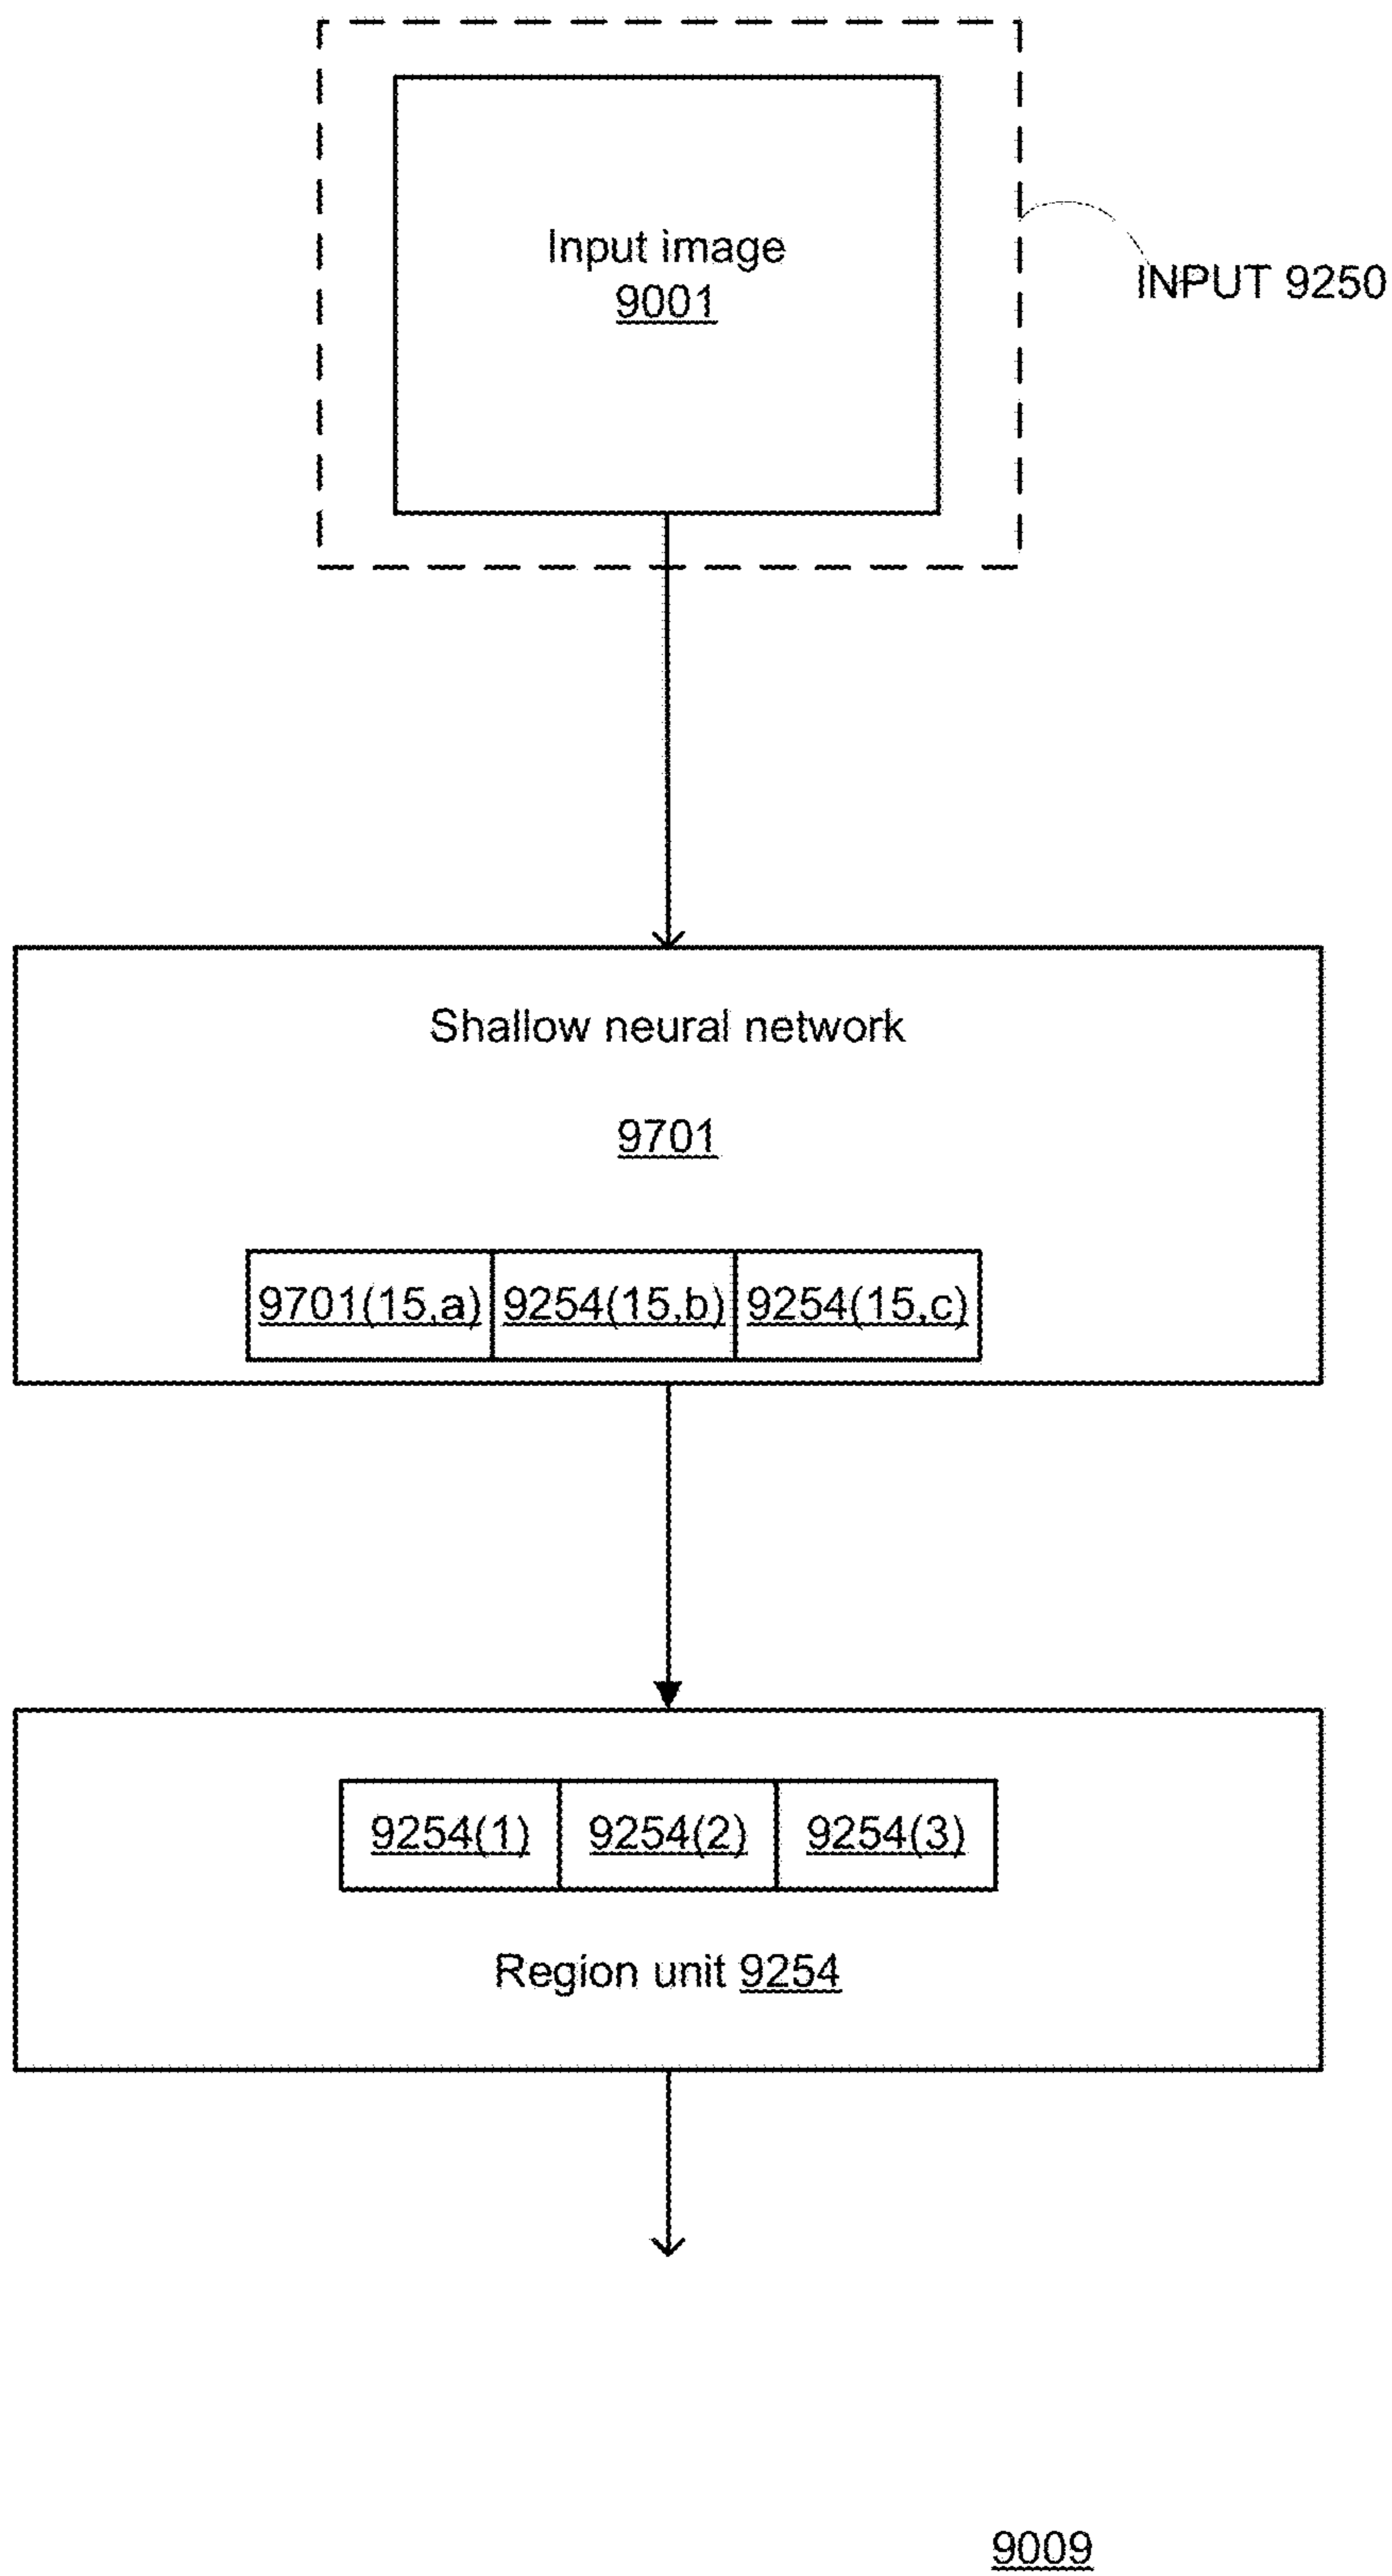 Input image
9001
INPUT 9250
Shallow neural network
9701
9701(15,a) 9254(15,b) 9254(15,c)
9254(1) 9254(2) 9254(3)
Region unit 9254
9009